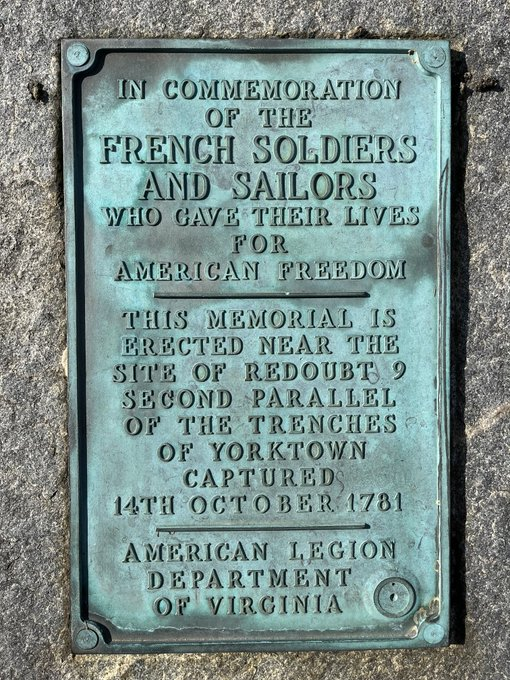 IN COMMEMORATION
OF THE
FRENCH SOLDIERS
AND SAILORS
WHO GAVE THEIR LIVES
FOR
AMERICAN FREEDOM
THIS MEMORIAL IS
ERECTED NEAR THE
SITE OF REDOUBT 9
SECOND PARALLEL
OF THE TRENCHES
OF YORKTOWN
CAPTURED
14TH OCTOBER 1781
AMERICAN LEGION
DEPARTMENT
OF VIRGINIA